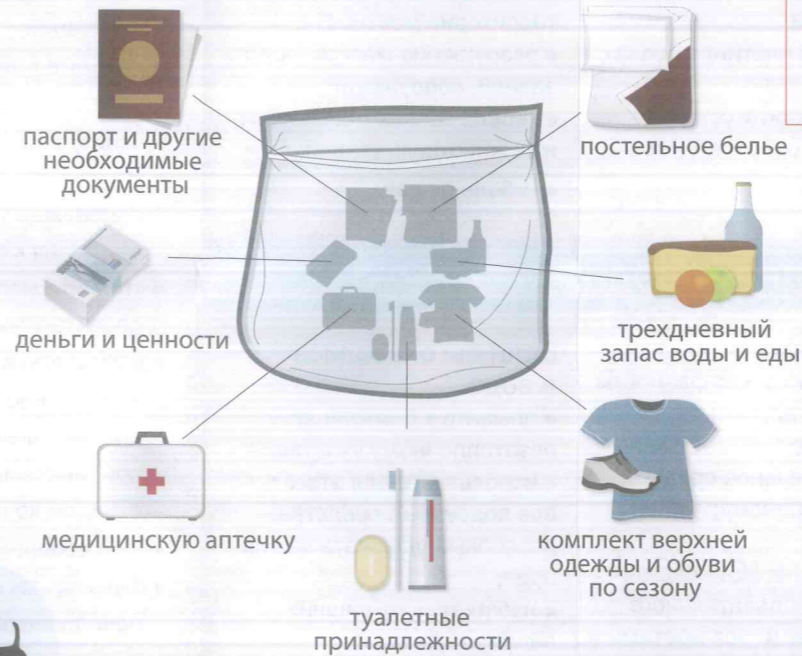 паспорт и другие
необходимые
документы
постельное белье
деньги и ценности
трехдневный
запас воды и еды
медицинскую аптечку
комплект верхней
одежды и обуви
по сезону
туалетные
принадлежности